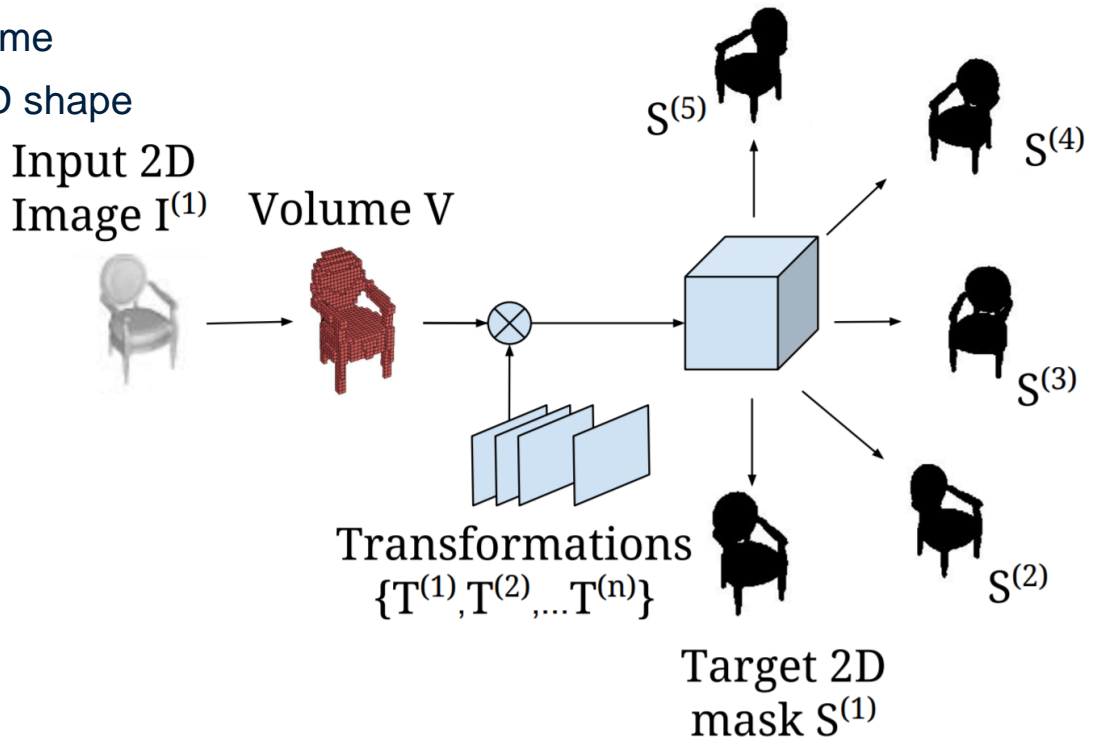 me
D shape
Input 2D
Image I⁽¹⁾
Volume V
S⁽⁵⁾
S⁽⁴⁾
S⁽³⁾
S⁽²⁾
Transformations
{T⁽¹⁾,T⁽²⁾,...T⁽ⁿ⁾}
Target 2D
mask S⁽¹⁾